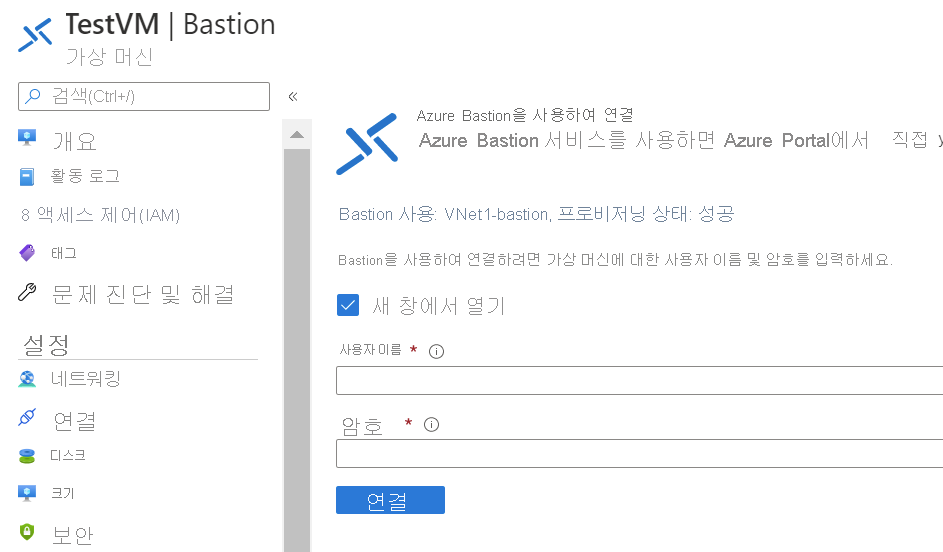 TestVM | Bastion
가상 머신
검색(Ctrl+/)
«
개요
활동 로그
8 액세스 제어(IAM)
태그
문제 진단 및 해결
설정
네트워킹
연결
디스크
크기
보안
Azure Bastion을 사용하여 연결
Azure Bastion 서비스를 사용하면 Azure Portal에서 직접 y
Bastion 사용: VNet1-bastion, 프로비저닝 상태: 성공
Bastion을 사용하여 연결하려면 가상 머신에 대한 사용자 이름 및 암호를 입력하세요.
새 창에서 열기
사용자 이름 *
암호 *
연결